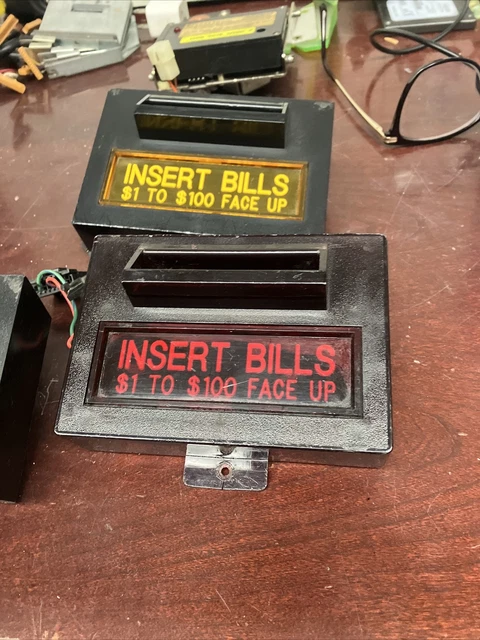 INSERT BILLS
$1 TO $100 FACE UP
INSERT BILLS
$1 TO $100 FACE UP